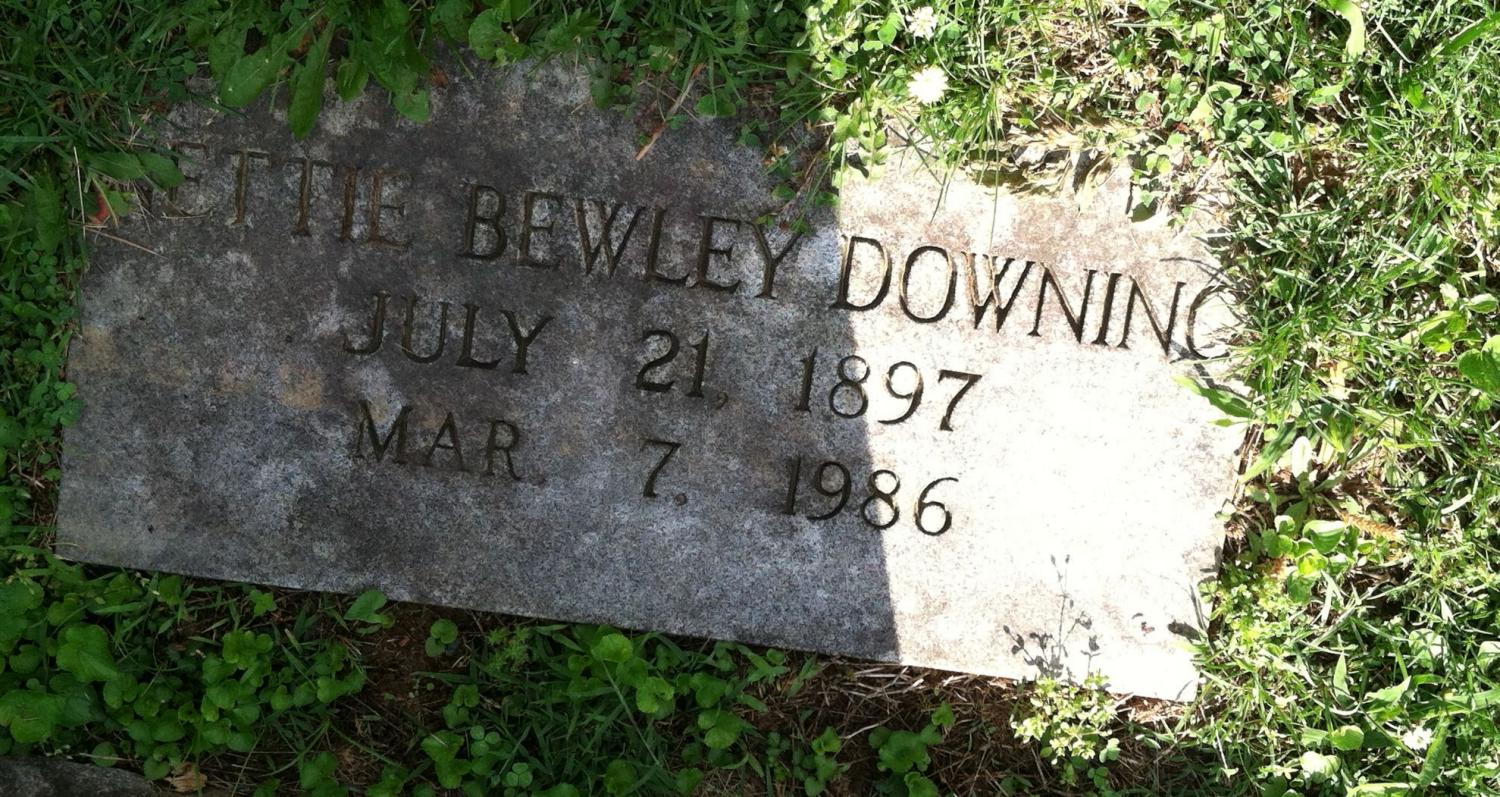 ETTIE BEWLEY DOWNING
JULY 21, 1897
MAR. 7, 1986